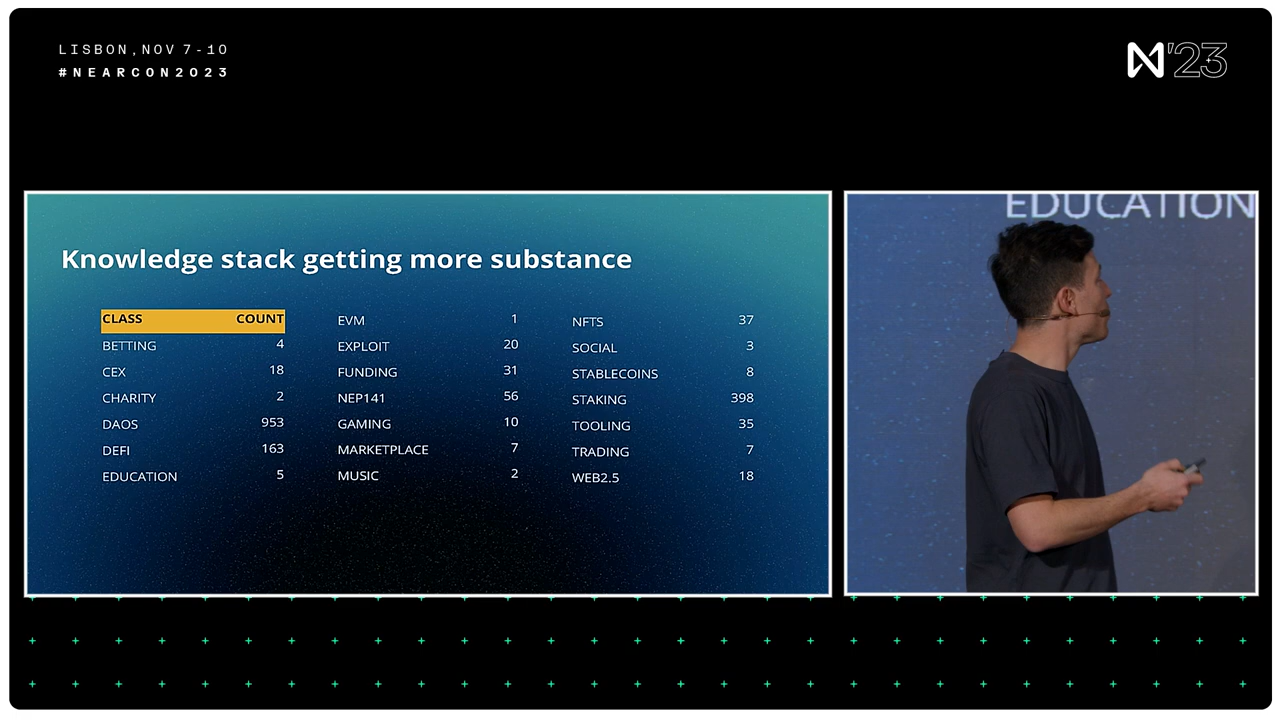 LISBON, NOV 7-10
#NEARCON2023
N'23
Knowledge stack getting more substance
CLASS COUNT
BETTING 4
CEX 18
CHARITY 2
DAOS 953
DEFI 163
EDUCATION 5
EVM 1
EXPLOIT 20
FUNDING 31
NEP141 56
GAMING 10
MARKETPLACE 7
MUSIC 2
NFTS 37
SOCIAL 3
STABLECOINS 8
STAKING 398
TOOLING 35
TRADING 7
WEB2.5 18
EDUCATION